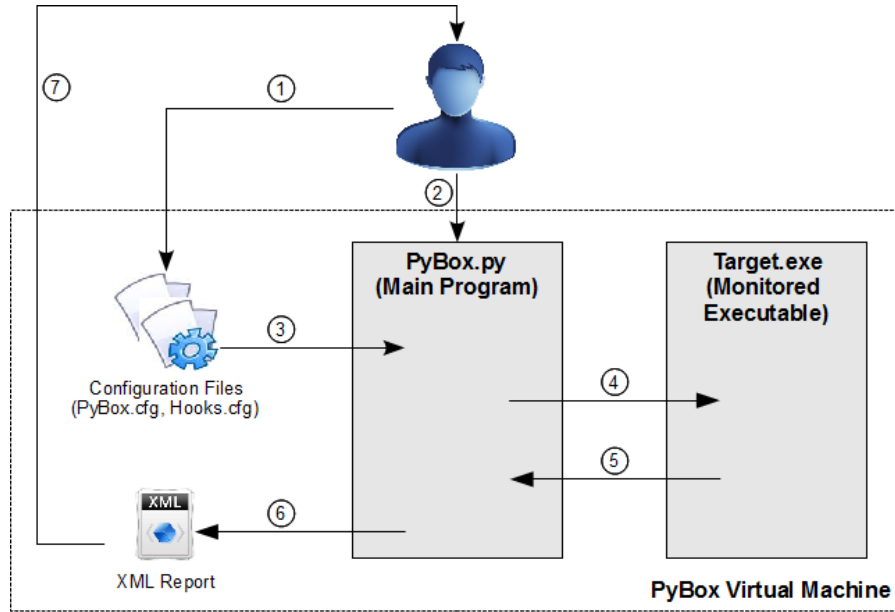 7
1
2
PyBox.py
(Main Program)
Target.exe
(Monitored
Executable)
3
Configuration Files
(PyBox.cfg, Hooks.cfg)
4
5
XML
6
XML Report
PyBox Virtual Machine